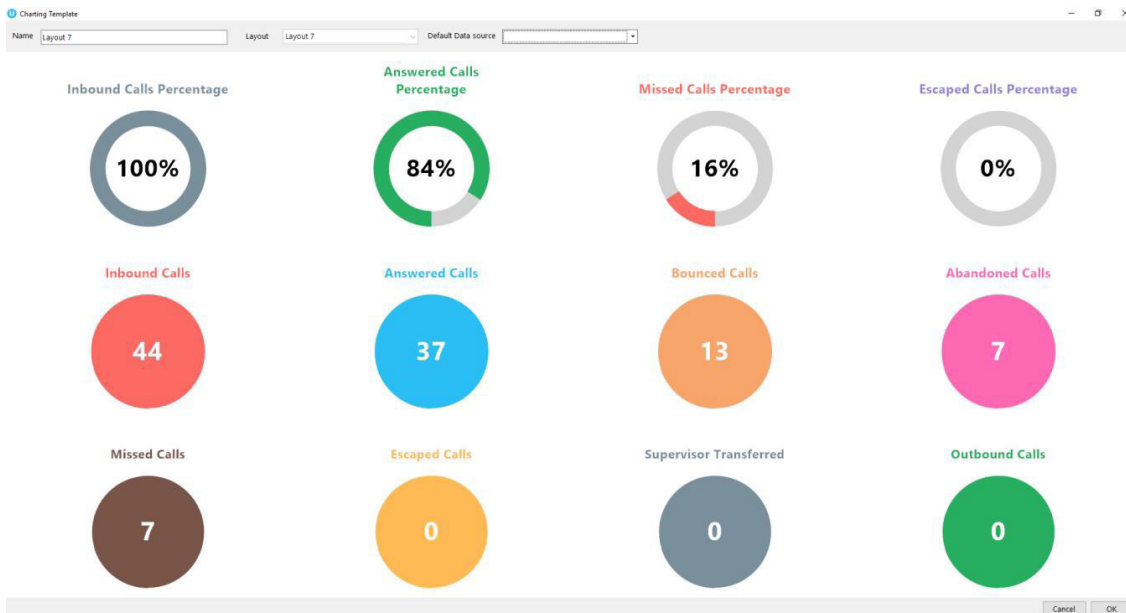 Charting Template
Name Layout 7 Layout Layout 7 Default Data source
Answered Calls
Inbound Calls Percentage Percentage Missed Calls Percentage Escaped Calls Percentage
100% 84% 16% 0%
Inbound Calls Answered Calls Bounced Calls Abandoned Calls
44 37 13 7
Missed Calls Escaped Calls Supervisor Transferred Outbound Calls
7 0 0 0
Cancel OK